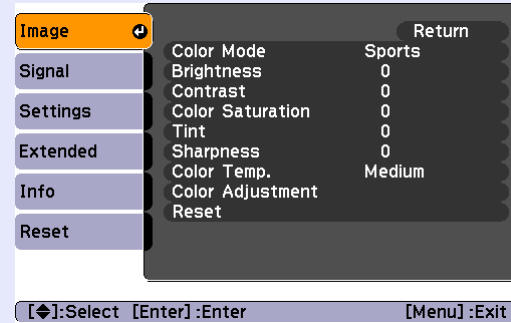 Image
Signal
Settings
Extended
Info
Reset
Return
Color Mode Sports
Brightness 0
Contrast 0
Color Saturation 0
Tint 0
Sharpness 0
Color Temp. Medium
Color Adjustment
Reset
[◆]:Select [Enter]:Enter [Menu]:Exit